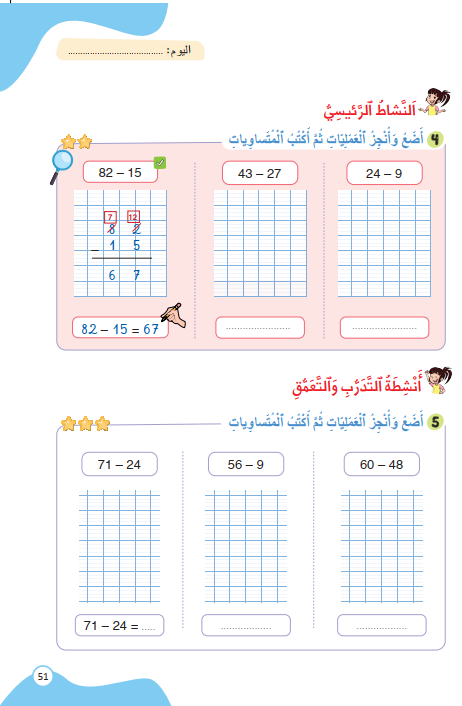 اليوم: ......................................
اَلنَّشاطُ الرَّئيسِيُّ
4 أَضَعُ وَأُنْجِزُ الْعَمَلِيّاتِ ثُمَّ أَكْتُبُ الْمُتَساوِياتِ
82 – 15
43 – 27
24 – 9
7 12
8 2
– 1 5
6 7
82 – 15 = 67
.......................
.......................
أَنْشِطَةُ التَّدَرُّبِ وَالتَّعَمُّقِ
5 أَضَعُ وَأُنْجِزُ الْعَمَلِيّاتِ ثُمَّ أَكْتُبُ الْمُتَساوِياتِ
71 – 24
56 – 9
60 – 48
71 – 24 = .....
..................
..................
51